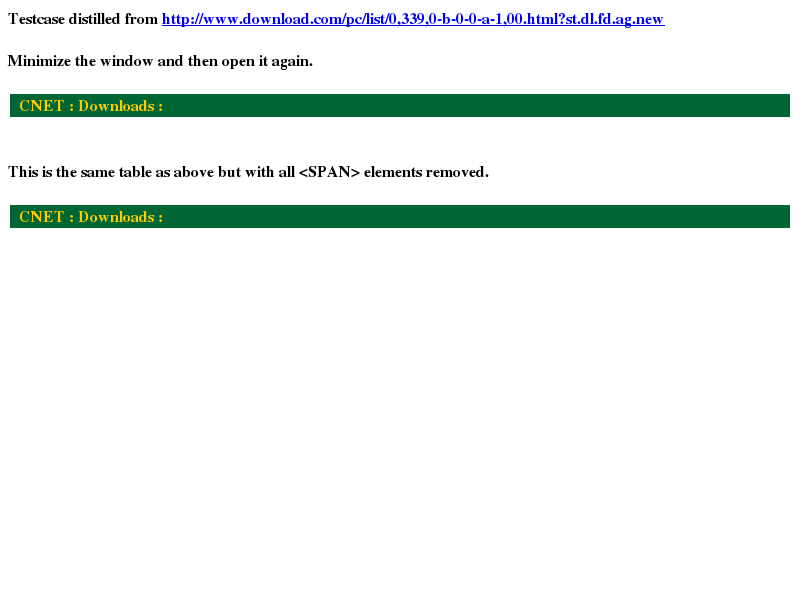 Testcase distilled from http://www.download.com/pc/list/0,339,0-b-0-0-a-1,00.html?st.dl.fd.ag.new
Minimize the window and then open it again.
CNET : Downloads :
This is the same table as above but with all <SPAN> elements removed.
CNET : Downloads :